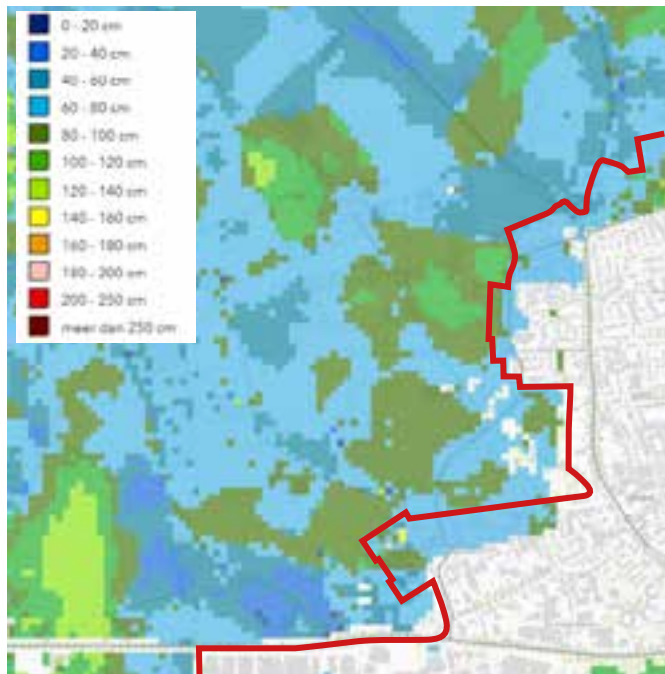 0 - 20 cm
20 - 40 cm
40 - 60 cm
60 - 80 cm
80 - 100 cm
100 - 120 cm
120 - 140 cm
140 - 160 cm
160 - 180 cm
180 - 200 cm
200 - 250 cm
meer dan 250 cm